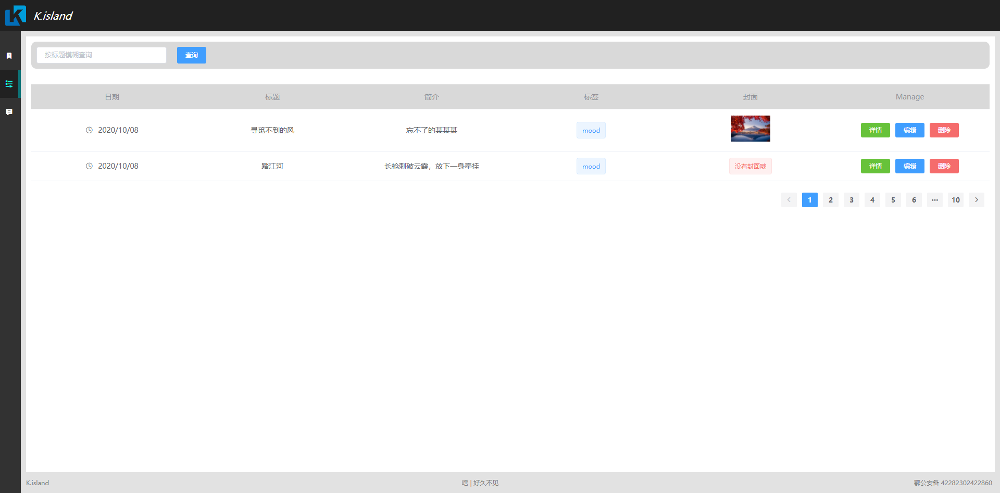 K.island
按标题模糊查询 查询
日期 标题 简介 标签 封面 Manage
2020/10/08 寻觅不到的风 忘不了的某某某 mood 详情 编辑 删除
2020/10/08 踏江河 长枪刺破云霞，放下一身牵挂 mood 没有封面哦 详情 编辑 删除
1 2 3 4 5 6 ··· 10
K.island 嘻 | 好久不见 鄂公安备 42282302422860